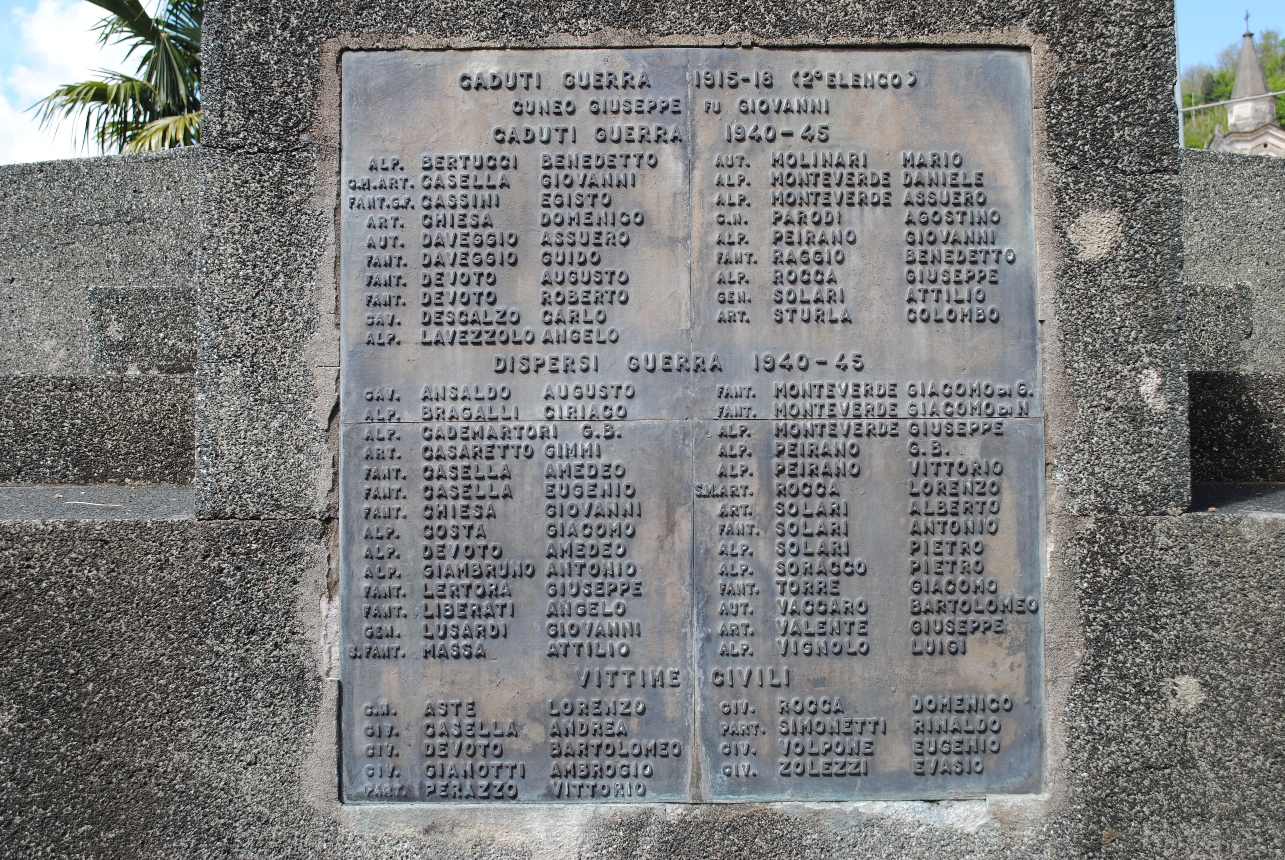 CADUTI GUERRA 1915-18 (2° ELENCO)
CUNEO GIUSEPPE FU GIOVANNI
CADUTI GUERRA 1940-45
ALP. BERTUCCI BENEDETTO
C.M.ART. CASELLA GIOVANNI
FANT.G.F. CASSINI EGISTO
ART. CHIESA DOMENICO
AUT. DAVEGGIO ASSUERO
FANT. DAVEGGIO GUIDO
FANT. DEVOTO AUGUSTO
FANT. DEVOTO ROBERTO
CAV. DESCALZO CARLO
ALP. LAVEZZOLO ANGELO
AUT. MOLINARI MARIO
ALP. MONTEVERDE DANIELE
ALP. MONTEVERDE ASSUERO
C.N. PARODI AGOSTINO
ALP. PEIRANO GIOVANNI
FANT. RAGGIO BENEDETTO
ALP. ROCCA GIUSEPPE
GEN. SOLARI ATTILIO
ART. STURLA COLOMBO
DISPERSI GUERRA 1940-45
CAV. ANSALDO AUGUSTO
ALP. BRAGALLI CIRIACO
ALP. CADEMARTORI G.B.
ART. CASARETTO GIMMI
FANT. CASELLA AMEDEO
FANT. CASELLA EUGENIO
FANT. CHIESA GIOVANNI
ALP. COSTA GIACOMO
ALP. DEVOTO AMEDEO
ALP. GIAMBRUNO ANTONIO
FANT. LERTORA GIUSEPPE
FANT. LIBERATI ANGELO
GEN. LUSARDI GIOVANNI
S.FANT. MASSA ATTILIO
FANT. MONTEVERDE GIACOMO DI G.
FANT. MONTEVERDE GIACOMO DI N
ALP. MONTEVERDE GIUSEPPE
ALP. PEIRANO G.B.
ALP. PEIRANO VITTORIO
S.M.ART. ROCCA LORENZO
ART. SOLARI ALBERTO
FANT. SOLARI ANTONIO
ALP. SOLARI PIETRO
ALP. SORACCO PIETRO
FANT. TORRE GIACOMO
AUT. VACCARO BARTOLOMEO
ART. VALENTE GIUSEPPE
ALP. VIGNOLO LUIGI
VITTIME CIVILI
C.N. ASTE LORENZO
CIV. CASELLA ANDREA
CIV. DEVOTO BARTOLOMEO
CIV. GIANOTTI AMBROGIO
PART. PERAZZO VITTORIO
CIV. ROCCA DOMENICO
PART. SIMONETTI RINALDO
CIV. VOLPONE EUGENIO
CIV. ZOLEZZI EVASIO